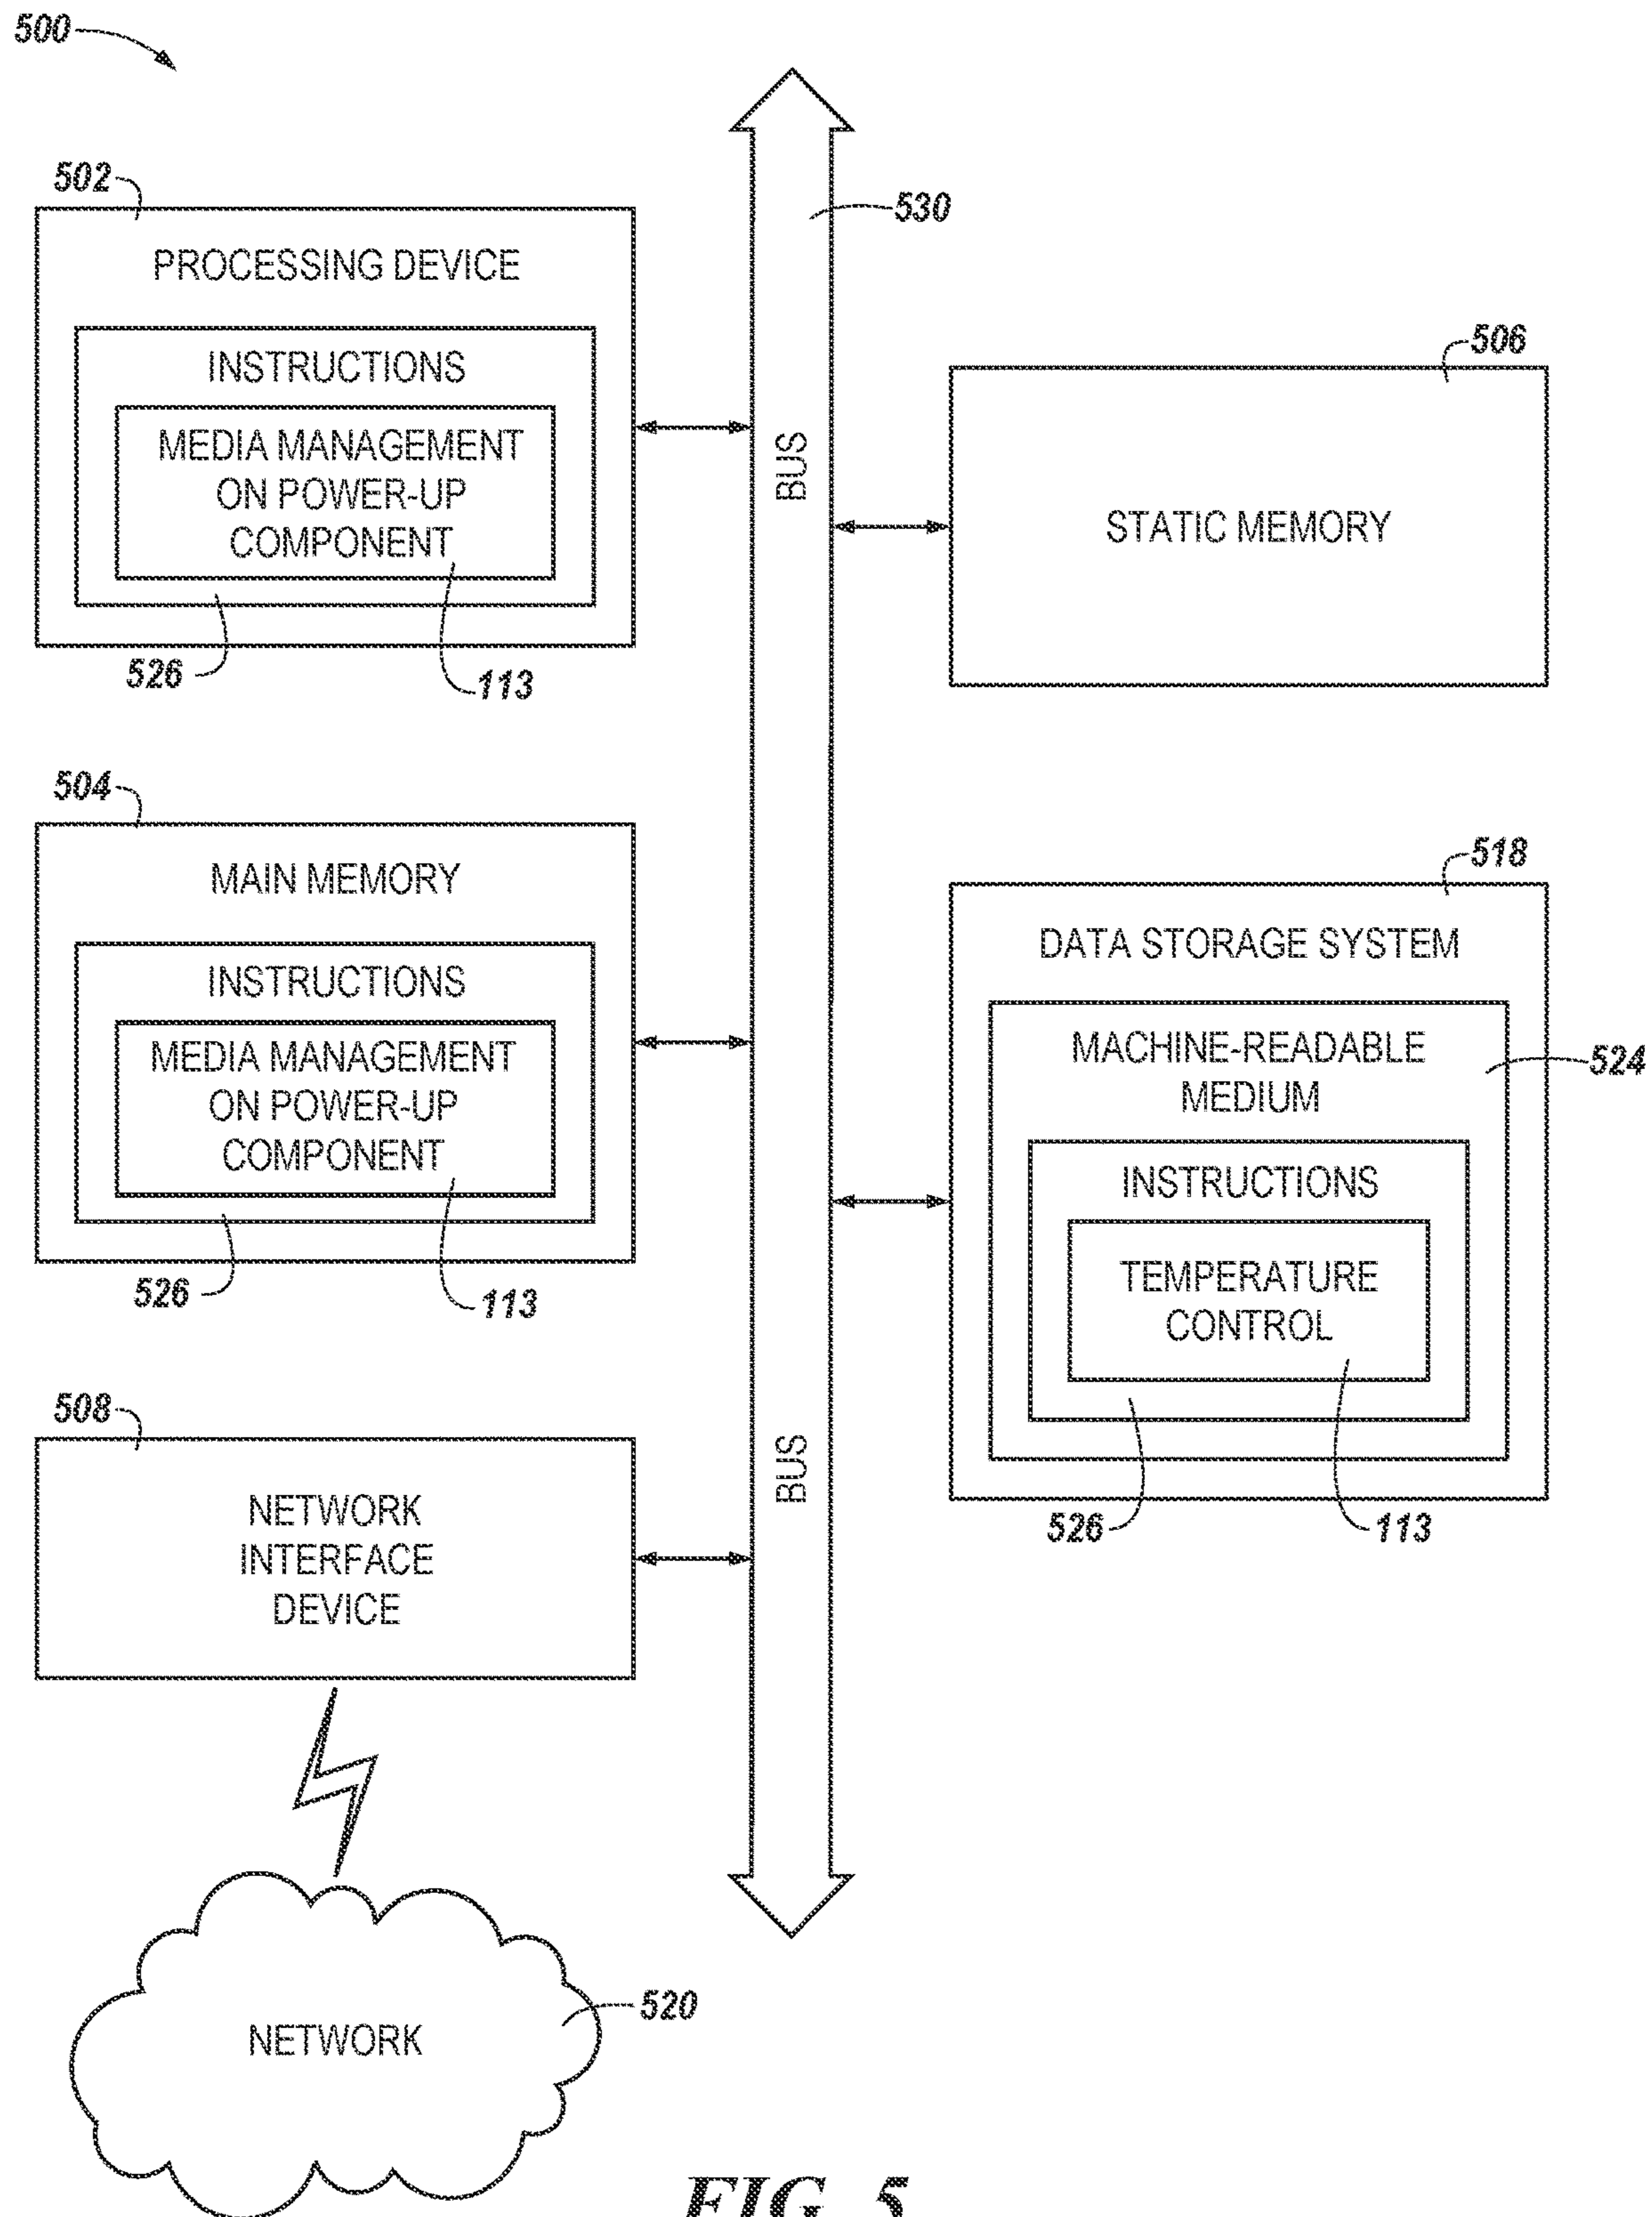 500
502
PROCESSING DEVICE
INSTRUCTIONS
MEDIA MANAGEMENT
ON POWER-UP
COMPONENT
526
113
504
MAIN MEMORY
INSTRUCTIONS
MEDIA MANAGEMENT
ON POWER-UP
COMPONENT
526
113
508
NETWORK
INTERFACE
DEVICE
NETWORK
520
530
BUS
BUS
506
STATIC MEMORY
518
DATA STORAGE SYSTEM
MACHINE-READABLE
MEDIUM
524
INSTRUCTIONS
TEMPERATURE
CONTROL
526
113
FIG. 5